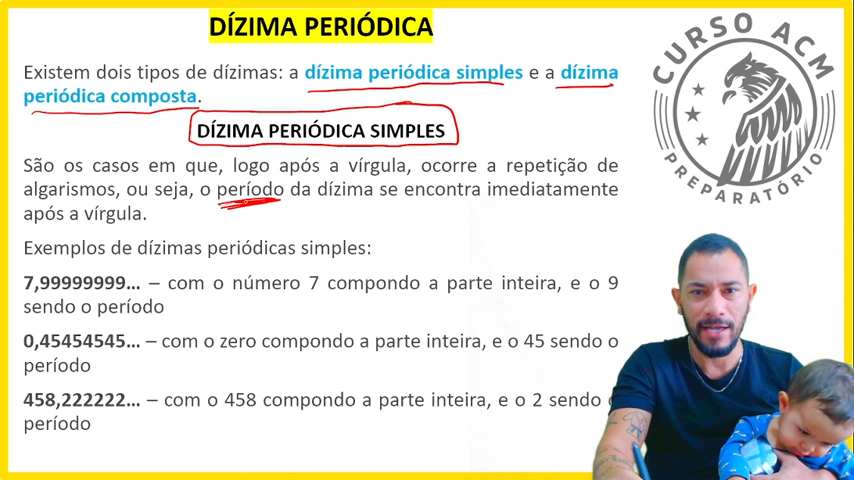 DÍZIMA PERIÓDICA
Existem dois tipos de dízimas: a dízima periódica simples e a dízima
periódica composta.
DÍZIMA PERIÓDICA SIMPLES
São os casos em que, logo após a vírgula, ocorre a repetição de
algarismos, ou seja, o período da dízima se encontra imediatamente
após a vírgula.
Exemplos de dízimas periódicas simples:
7,99999999... – com o número 7 compondo a parte inteira, e o 9
sendo o período
0,45454545... – com o zero compondo a parte inteira, e o 45 sendo o
período
458,222222... – com o 458 compondo a parte inteira, e o 2 sendo o
período
CURSO ACM
PREPARATÓRIO